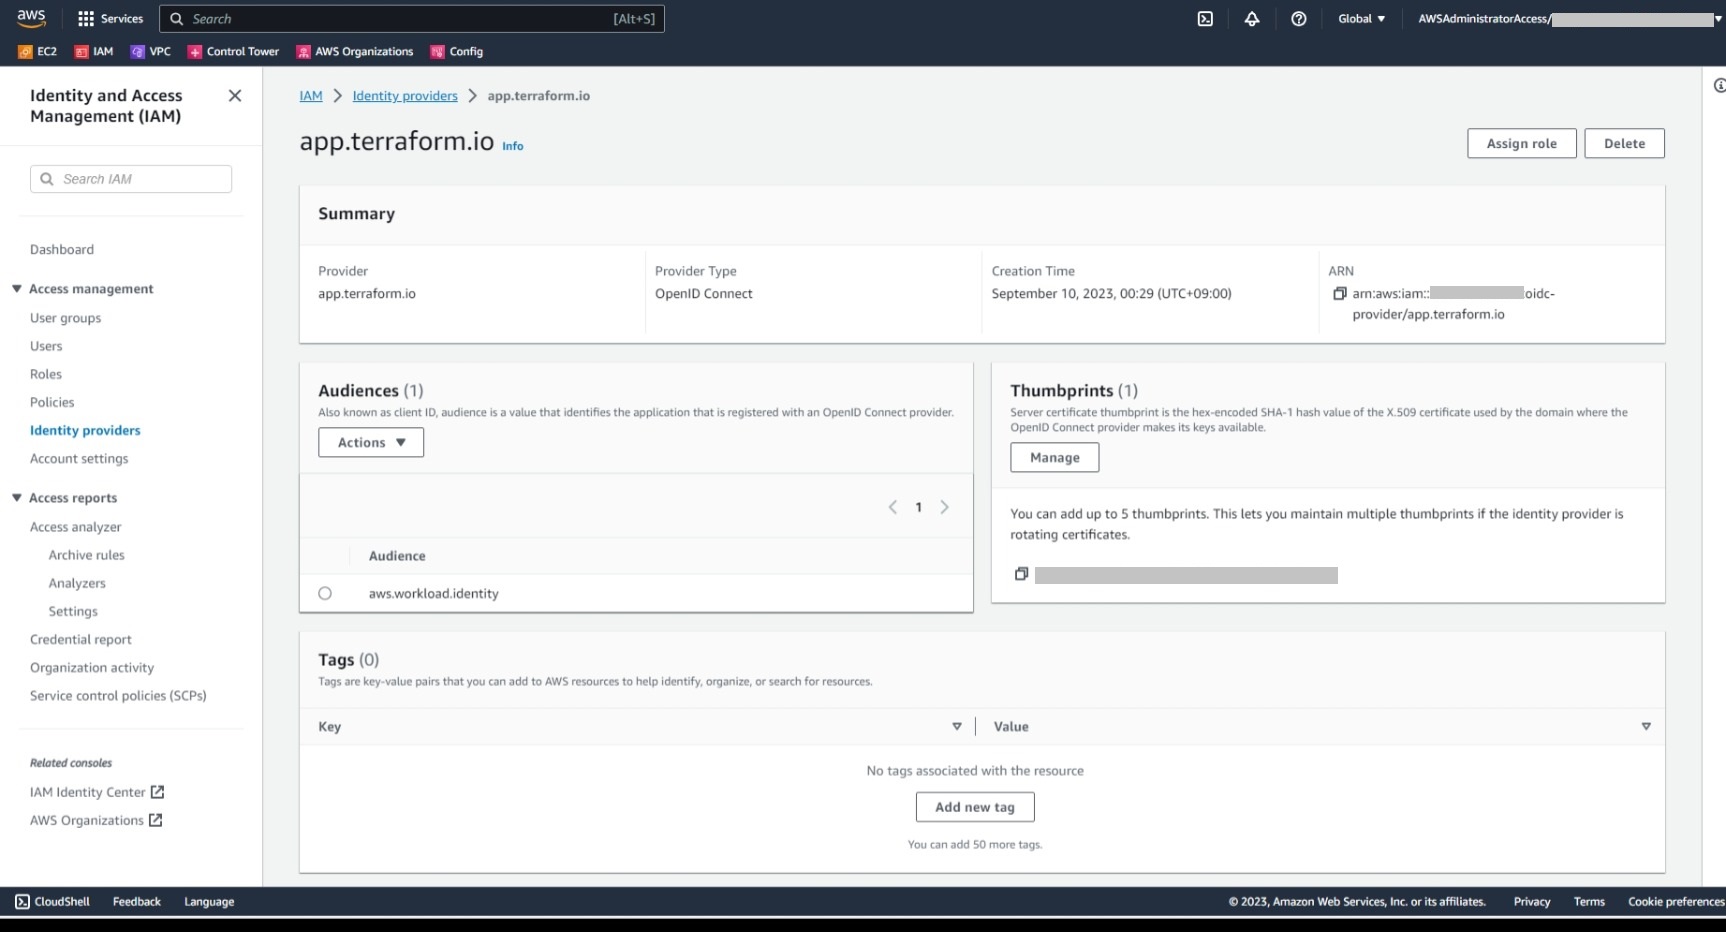 aws
Services
Search
[Alt+S]
Global
AWSAdministratorAccess/
EC2
IAM
VPC
Control Tower
AWS Organizations
Config
Identity and Access
Management (IAM)
Search IAM
Dashboard
Access management
User groups
Users
Roles
Policies
Identity providers
Account settings
Access reports
Access analyzer
Archive rules
Analyzers
Settings
Credential report
Organization activity
Service control policies (SCPs)
Related consoles
IAM Identity Center
AWS Organizations
IAM > Identity providers > app.terraform.io
app.terraform.io Info
Assign role
Delete
Summary
Provider
app.terraform.io
Provider Type
OpenID Connect
Creation Time
September 10, 2023, 00:29 (UTC+09:00)
ARN
arn:aws:iam:: oidc-
provider/app.terraform.io
Audiences (1)
Also known as client ID, audience is a value that identifies the application that is registered with an OpenID Connect provider.
Actions
1
Audience
aws.workload.identity
Thumbprints (1)
Server certificate thumbprint is the hex-encoded SHA-1 hash value of the X.509 certificate used by the domain where the
OpenID Connect provider makes its keys available.
Manage
You can add up to 5 thumbprints. This lets you maintain multiple thumbprints if the identity provider is
rotating certificates.
Tags (0)
Tags are key-value pairs that you can add to AWS resources to help identify, organize, or search for resources.
Key
Value
No tags associated with the resource
Add new tag
You can add 50 more tags.
CloudShell
Feedback
Language
© 2023, Amazon Web Services, Inc. or its affiliates.
Privacy
Terms
Cookie preferences